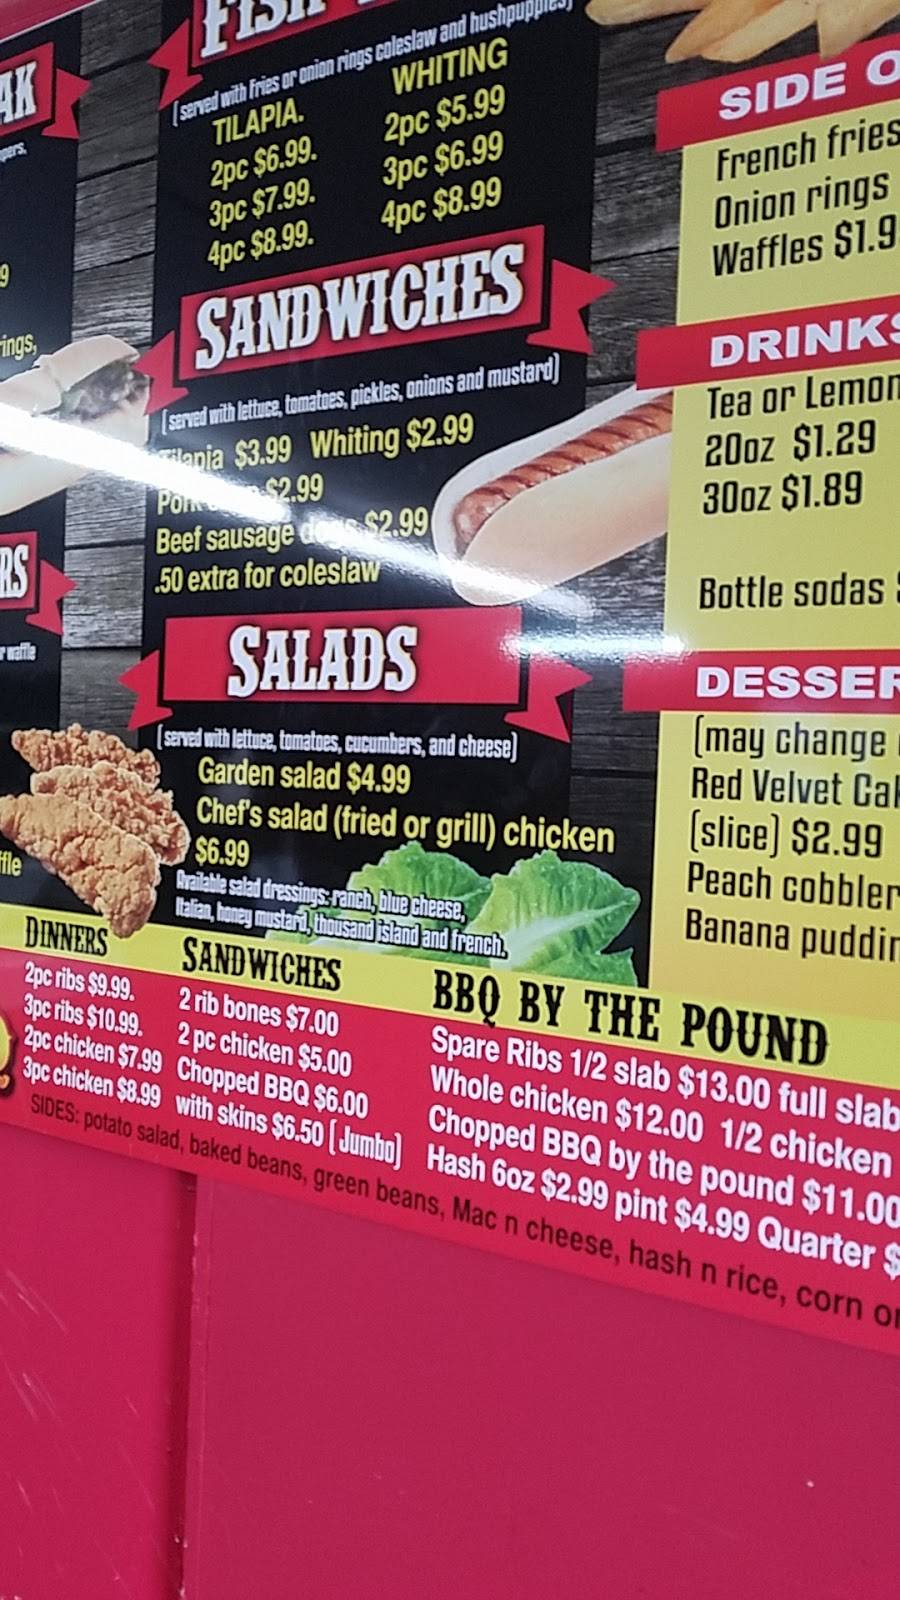 AK
pers,
9
rings,
RS
r waffle
ffle
(served with Fries or onion rings coleslaw and hushpuppies)
TILAPIA.
2pc $6.99.
3pc $7.99.
4pc $8.99.
WHITING
2pc $5.99
3pc $6.99
4pc $8.99
SANDWICHES
(served with lettuce, tomatoes, pickles, onions and mustard)
$3.99 Whiting $2.99
$2.99
Beef sausage $2.99
.50 extra for coleslaw
SALADS
(served with lettuce, tomatoes, cucumbers, and cheese)
Garden salad $4.99
Chef's salad (fried or grill) chicken
$6.99
Available salad dressings: ranch, blue cheese,
Italian, honey mustard, thousand island and french.
SIDE O
French fries
Onion rings
Waffles $1.9
DRINKS
Tea or Lemon
20oz $1.29
30oz $1.89
Bottle sodas
DESSER
(may change
Red Velvet Cak
(slice) $2.99
Peach cobbler
Banana puddin
DINNERS
2pc ribs $9.99.
3pc ribs $10.99.
2pc chicken $7.99
3pc chicken $8.99
SANDWICHES
2 rib bones $7.00
2 pc chicken $5.00
Chopped BBQ $6.00
with skins $6.50 (Jumbo)
BBQ BY THE POUND
Spare Ribs 1/2 slab $13.00 full slab
Whole chicken $12.00 1/2 chicken
Chopped BBQ by the pound $11.00
Hash 6oz $2.99 pint $4.99 Quarter $
SIDES: potato salad, baked beans, green beans, Mac n cheese, hash n rice, corn on